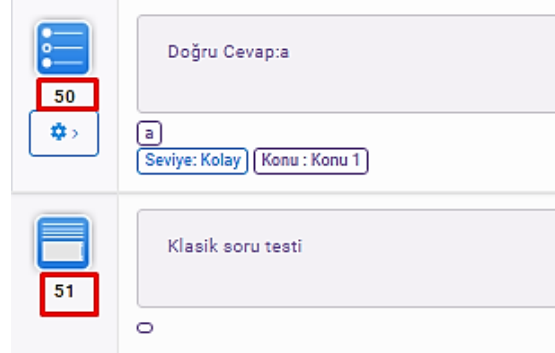 Doğru Cevap:a
50
a
Seviye: Kolay Konu : Konu 1
Klasik soru testi
51